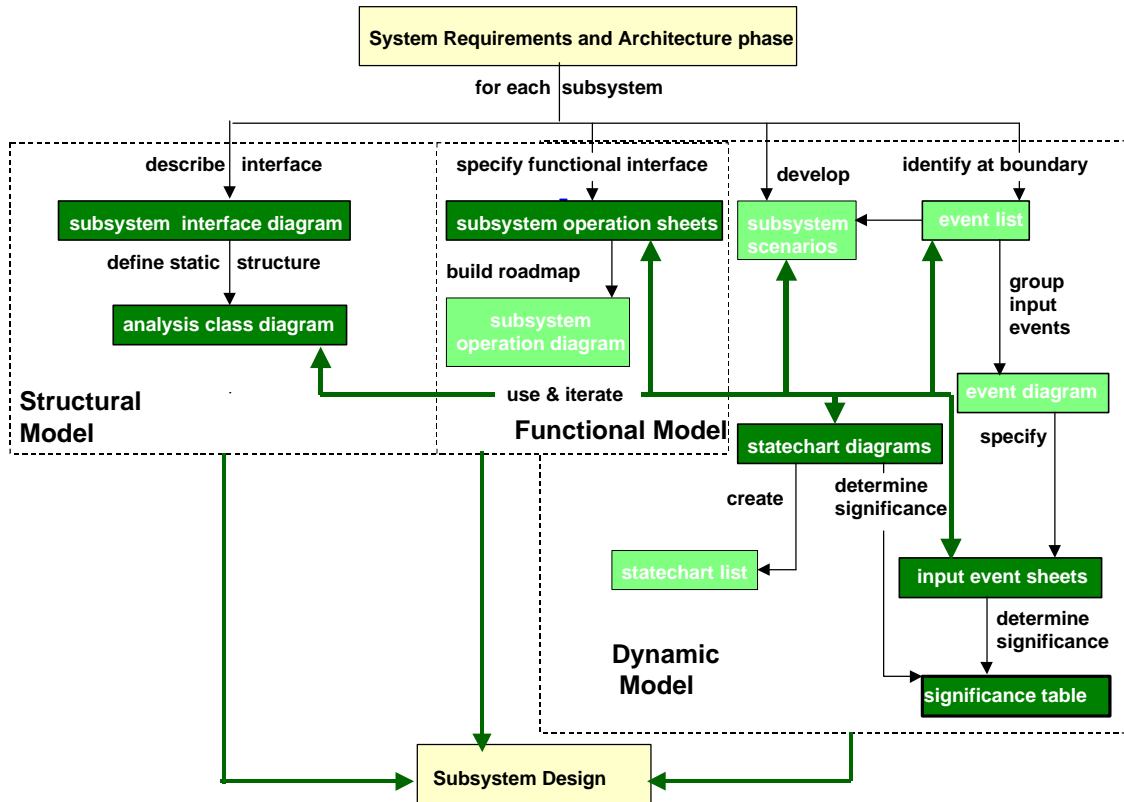 System Requirements and Architecture phase
for each subsystem
describe interface
specify functional interface
develop
identify at boundary
subsystem interface diagram
subsystem operation sheets
subsystem
scenarios
event list
define static structure
build roadmap
group
input
events
analysis class diagram
subsystem
operation diagram
event diagram
use & iterate
Structural
Model
Functional Model
specify
statechart diagrams
create
determine
significance
statechart list
input event sheets
determine
significance
Dynamic
Model
significance table
Subsystem Design